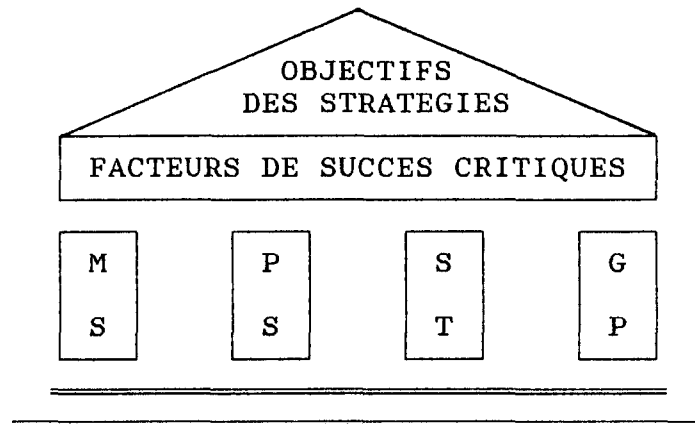 OBJECTIFS
DES STRATEGIES
FACTEURS DE SUCCES CRITIQUES
M P S G
S S T P